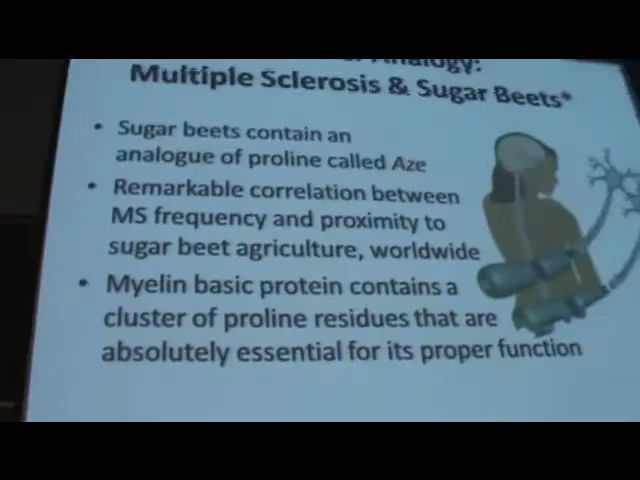 Analogy:
Multiple Sclerosis & Sugar Beets*
• Sugar beets contain an
analogue of proline called Aze
• Remarkable correlation between
MS frequency and proximity to
sugar beet agriculture, worldwide
• Myelin basic protein contains a
cluster of proline residues that are
absolutely essential for its proper function